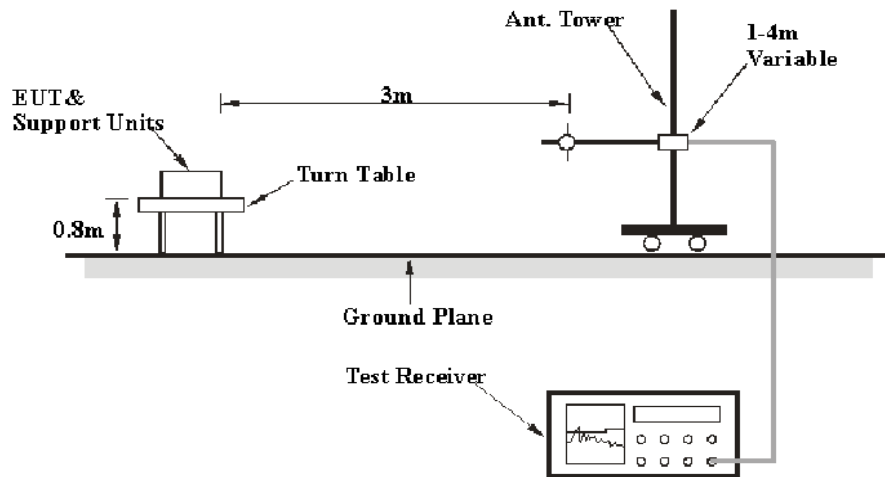 Ant. Tower
1-4m
Variable
3m
EUT &
Support Units
Turn Table
0.8m
Ground Plane
Test Receiver